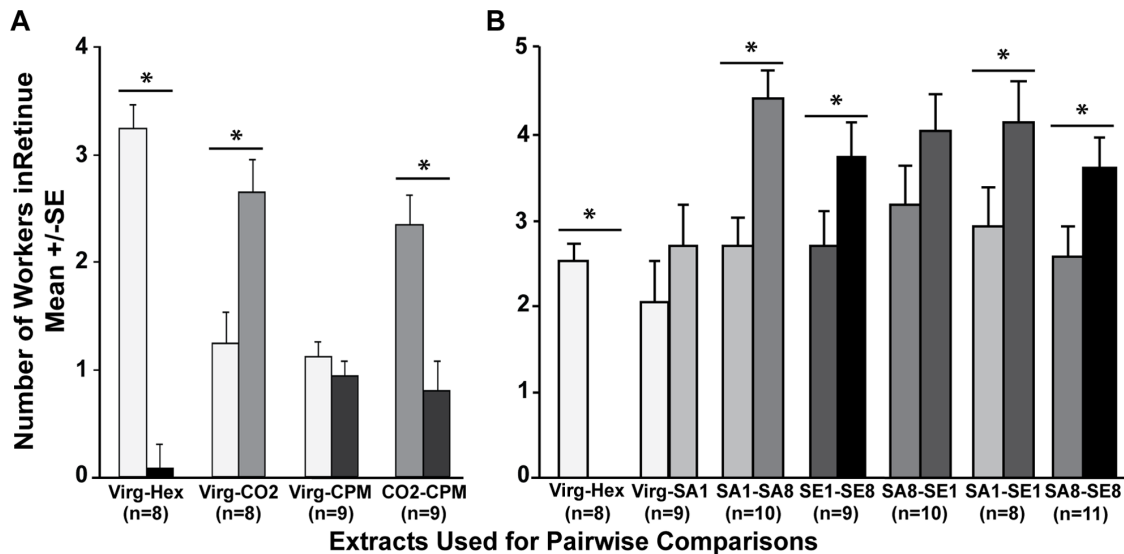 A
Number of Workers inRetinue
Mean +/-SE
4
3
2
1
0
*
*
*
Virg-Hex Virg-CO2 Virg-CPM CO2-CPM
(n=8) (n=8) (n=9) (n=9)
B
5
4
3
2
1
0
*
*
*
*
*
Virg-Hex Virg-SA1 SA1-SA8 SE1-SE8 SA8-SE1 SA1-SE1 SA8-SE8
(n=8) (n=9) (n=10) (n=9) (n=10) (n=8) (n=11)
Extracts Used for Pairwise Comparisons